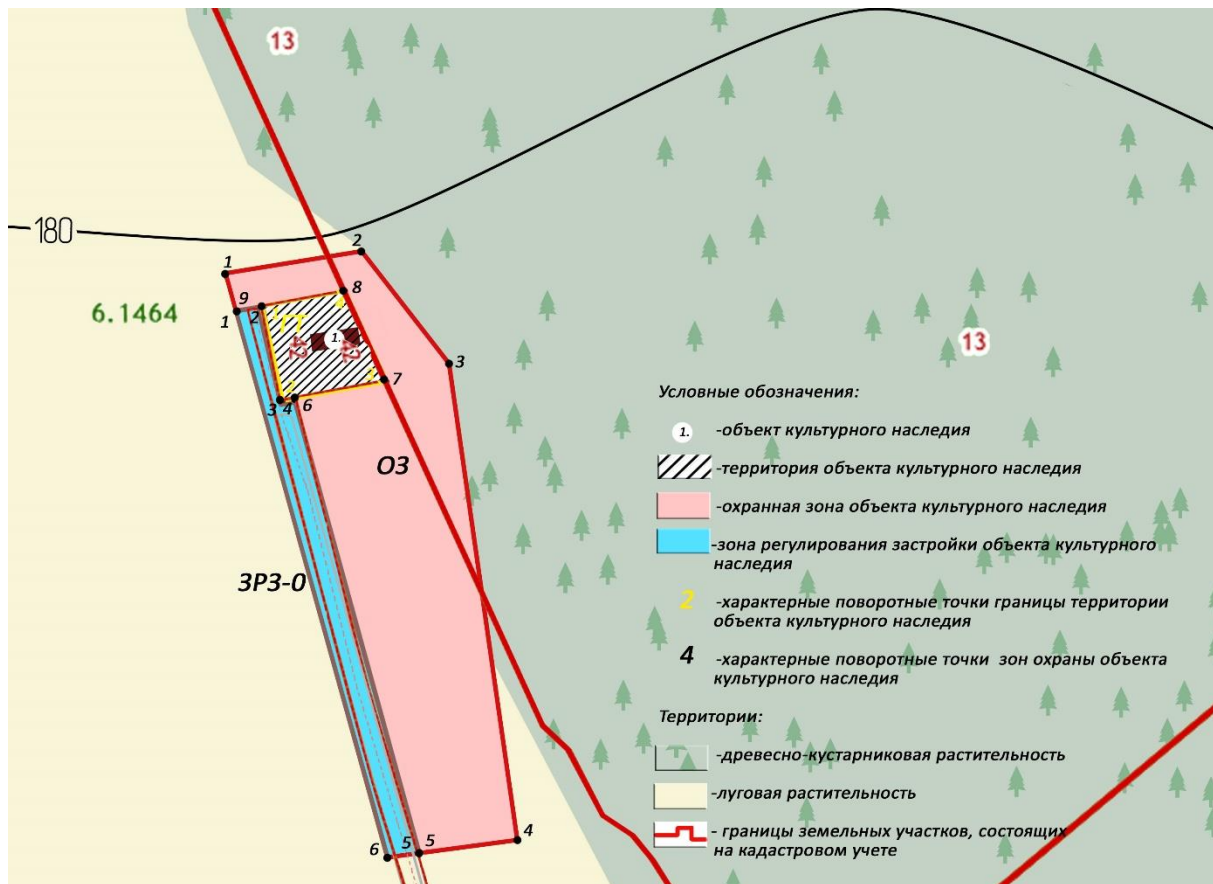 13
180
1
2
9
8
1
2
6.1464
42
1.
42
3
13
7
3
4
6
ОЗ
ЗРЗ-0
4
5
5
6
Условные обозначения:
1. -объект культурного наследия
-территория объекта культурного наследия
-охранная зона объекта культурного наследия
-зона регулирования застройки объекта культурного
наследия
2 -характерные поворотные точки границы территории
объекта культурного наследия
4 -характерные поворотные точки зон охраны объекта
культурного наследия
Территории:
-древесно-кустарниковая растительность
-луговая растительность
- границы земельных участков, состоящих
на кадастровом учете